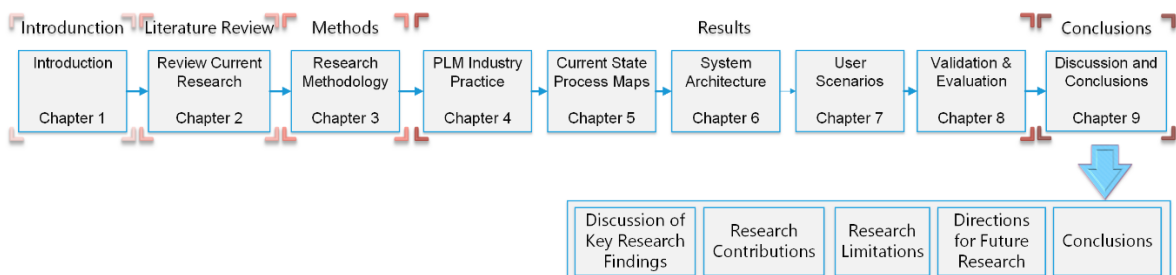 Introdunction
Literature Review
Methods
Results
Conclusions
Introduction
Chapter 1
Review Current
Research
Chapter 2
Research
Methodology
Chapter 3
PLM Industry
Practice
Chapter 4
Current State
Process Maps
Chapter 5
System
Architecture
Chapter 6
User
Scenarios
Chapter 7
Validation &
Evaluation
Chapter 8
Discussion and
Conclusions
Chapter 9
Discussion of
Key Research
Findings
Research
Contributions
Research
Limitations
Directions
for Future
Research
Conclusions